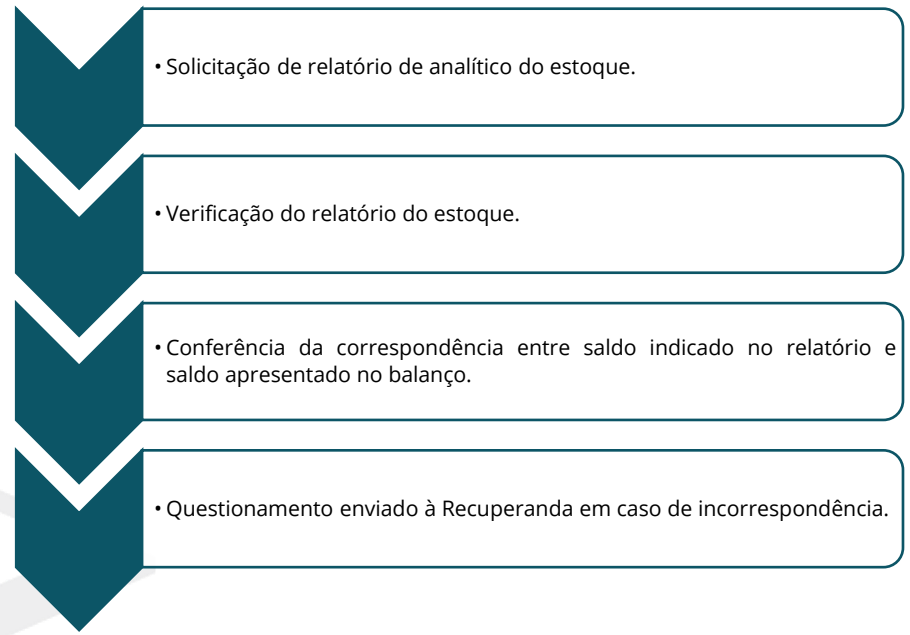 • Solicitação de relatório de analítico do estoque.
• Verificação do relatório do estoque.
• Conferência da correspondência entre saldo indicado no relatório e
saldo apresentado no balanço.
• Questionamento enviado à Recuperanda em caso de incorrespondência.